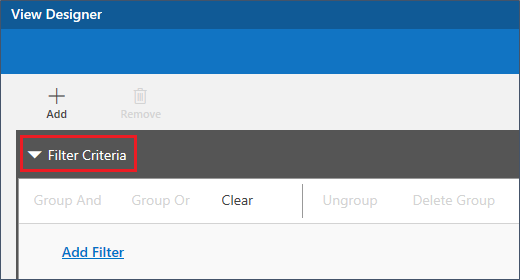 View Designer
Add Remove
Filter Criteria
Group And Group Or Clear Ungroup Delete Group
Add Filter